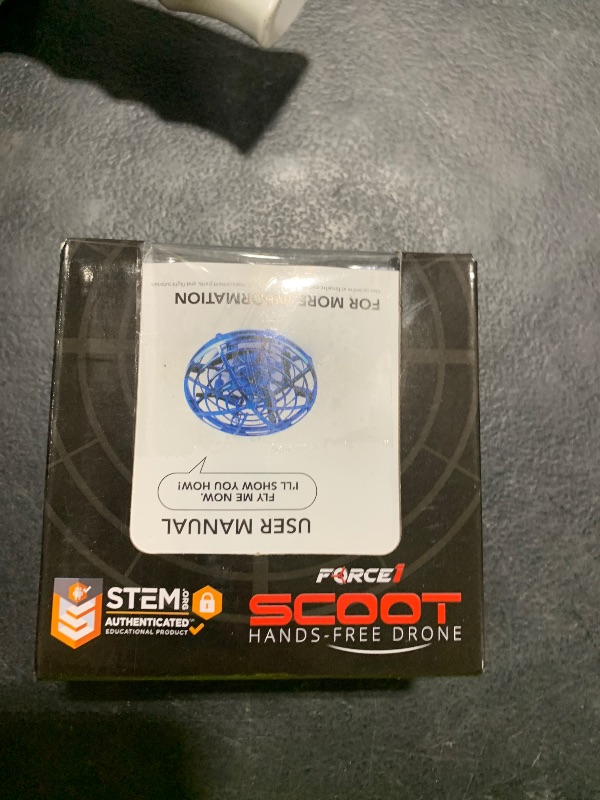 USER MANUAL
FLY ME NOW.
I'LL SHOW YOU HOW!
FOR MORE INFORMATION
FORCE1
SCOOT
HANDS-FREE DRONE
STEM.ORG
AUTHENTICATED
EDUCATIONAL PRODUCT